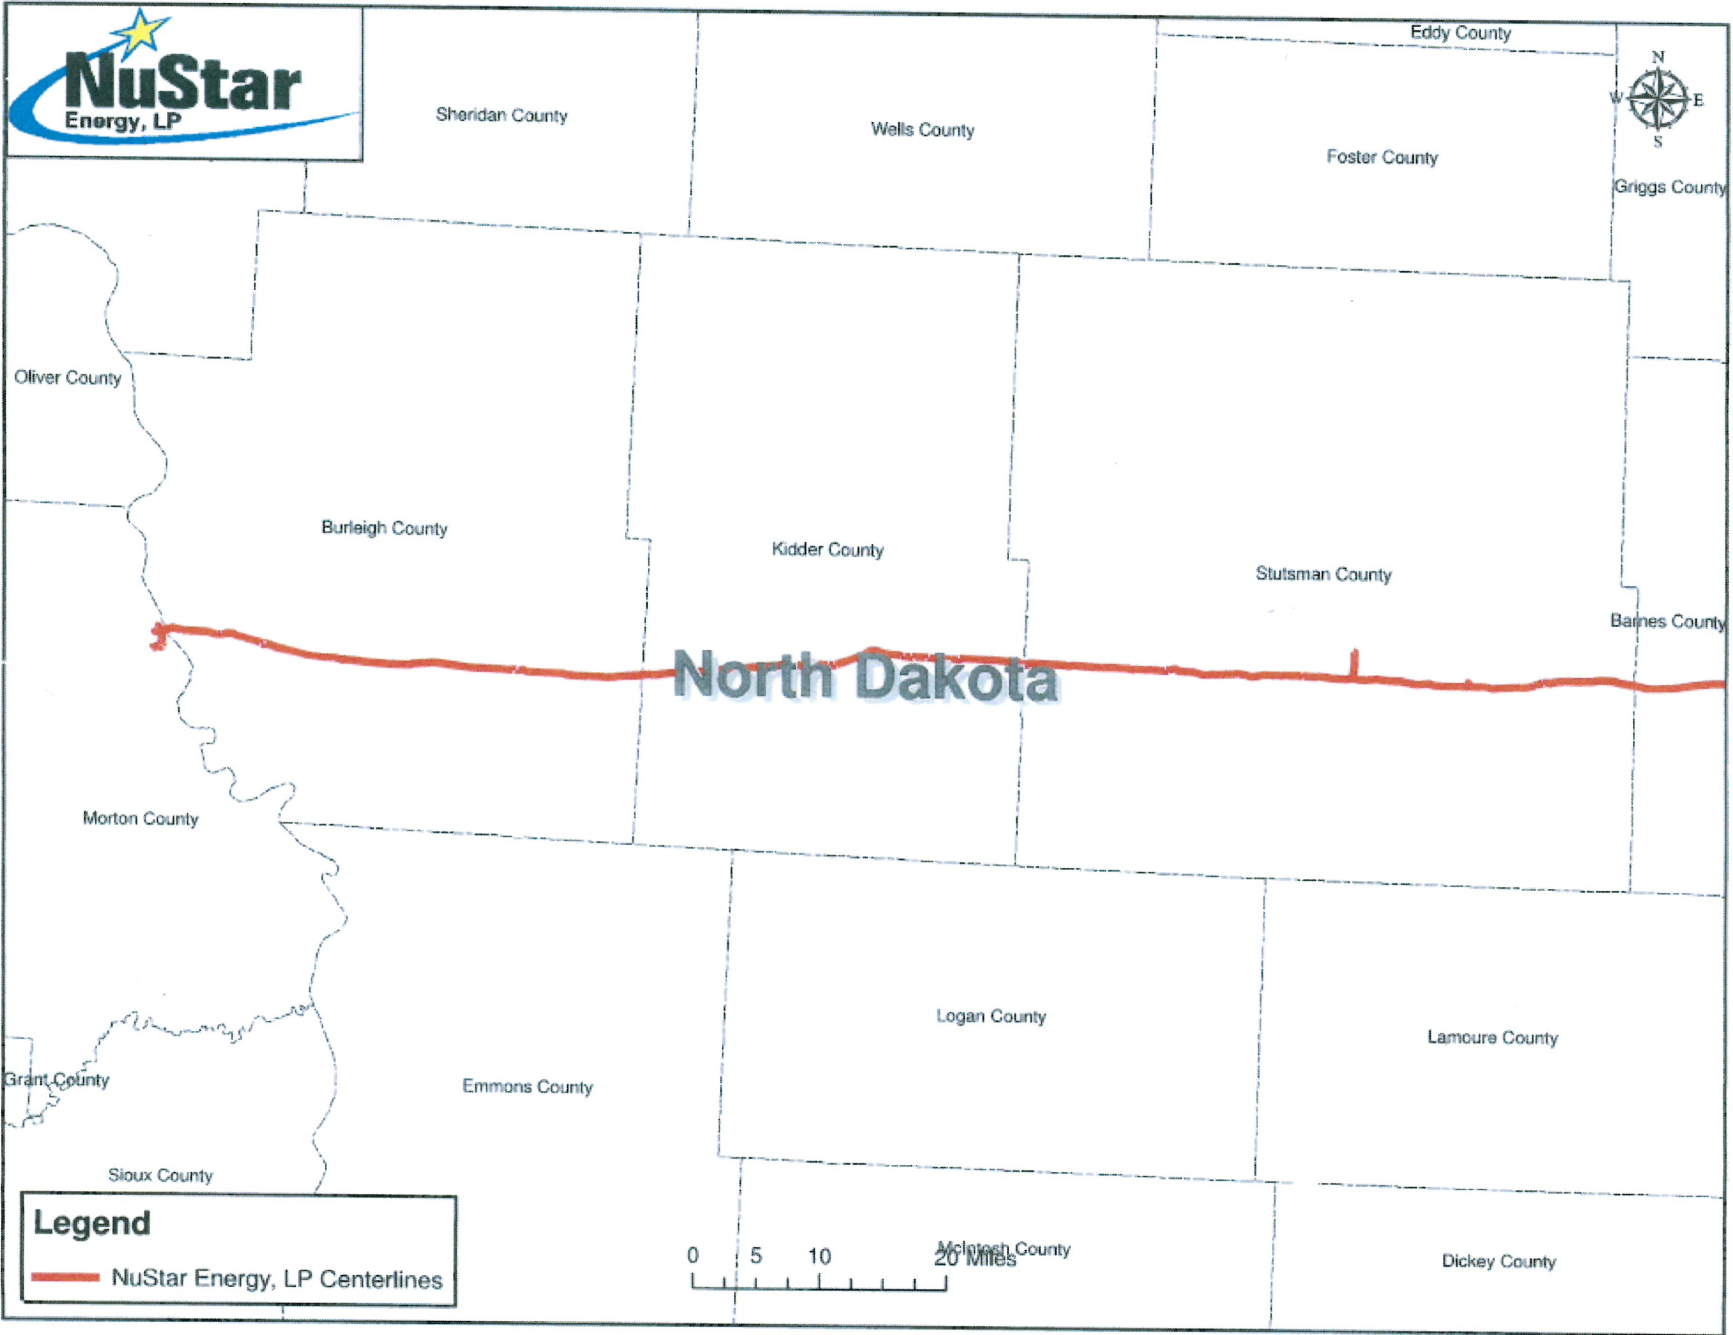 NuStar
Energy, LP
Eddy County
N
W
E
S
Sheridan County
Wells County
Foster County
Griggs County
Oliver County
Burleigh County
Kidder County
Stutsman County
Barnes County
North Dakota
Morton County
Logan County
Lamoure County
Grant County
Emmons County
Sioux County
Legend
NuStar Energy, LP Centerlines
0 5 10 20 Miles
McIntosh County
Dickey County